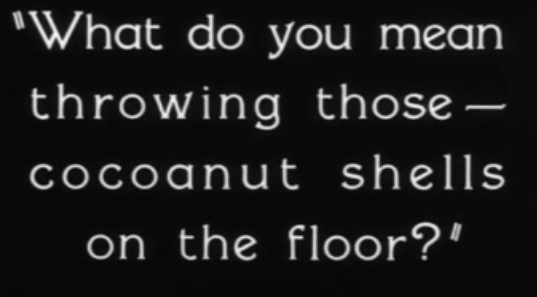 "What do you mean
throwing those—
cocoanut shells
on the floor?"